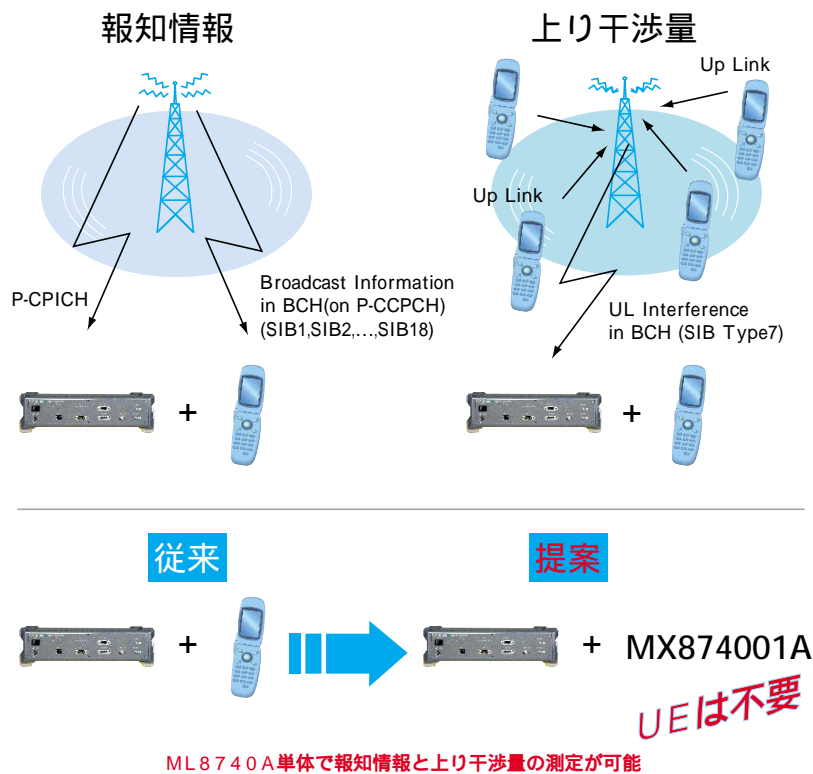 報知情報
上り干渉量
Up Link
Up Link
P-CPICH
Broadcast Information
in BCH(on P-CCPCH)
(SIB1,SIB2,…,SIB18)
UL Interference
in BCH (SIB Type7)
+
+
従来
提案
+
+ MX874001A
UEは不要
ML8740A単体で報知情報と上り干渉量の測定が可能